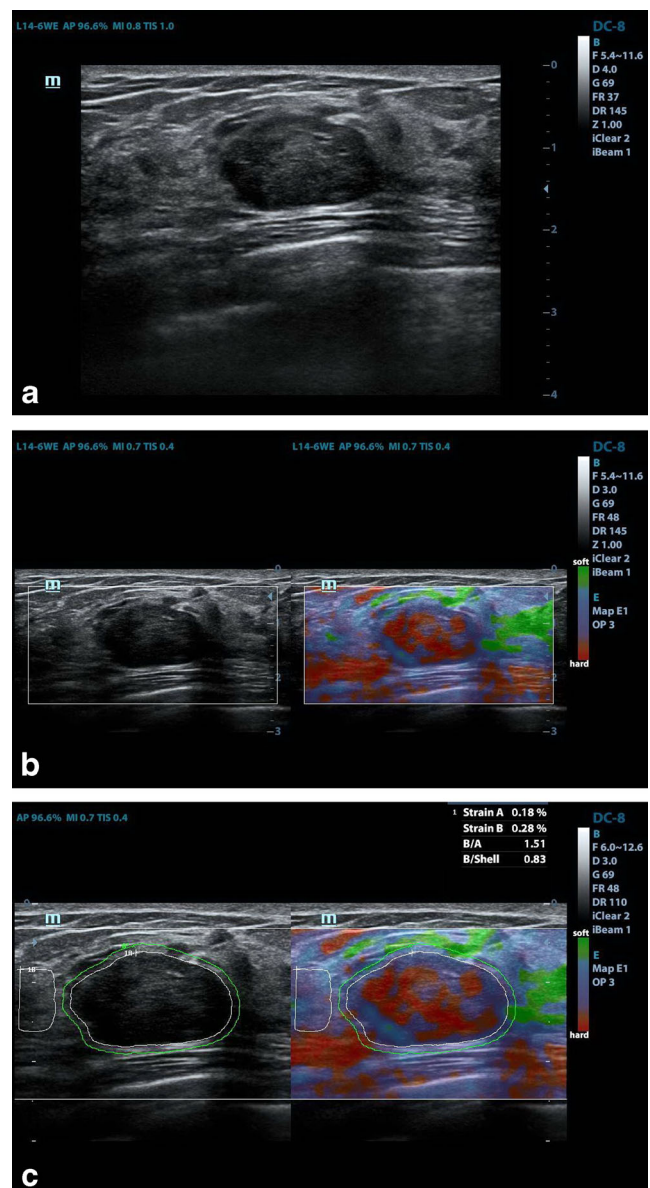 L14-6WE AP 96.6% MI 0.8 TIS 1.0
DC-8
B
F 5.4~11.6
D 4.0
G 69
FR 37
DR 145
Z 1.00
iClear 2
iBeam 1
m
0
1
2
3
4
a
L14-6WE AP 96.6% MI 0.7 TIS 0.4
L14-6WE AP 96.6% MI 0.7 TIS 0.4
DC-8
B
F 5.4~11.6
D 3.0
G 69
FR 48
DR 145
Z 1.00
iClear 2
soft
iBeam 1
E
Map E1
OP 3
hard
m
m
0
2
3
b
AP 96.6% MI 0.7 TIS 0.4
1 Strain A 0.18 %
Strain B 0.28 %
B/A 1.51
B/Shell 0.83
DC-8
B
F 6.0~12.6
D 3.0
G 69
FR 48
DR 110
iClear 2
soft
iBeam 1
E
Map E1
OP 3
hard
m
m
0
c